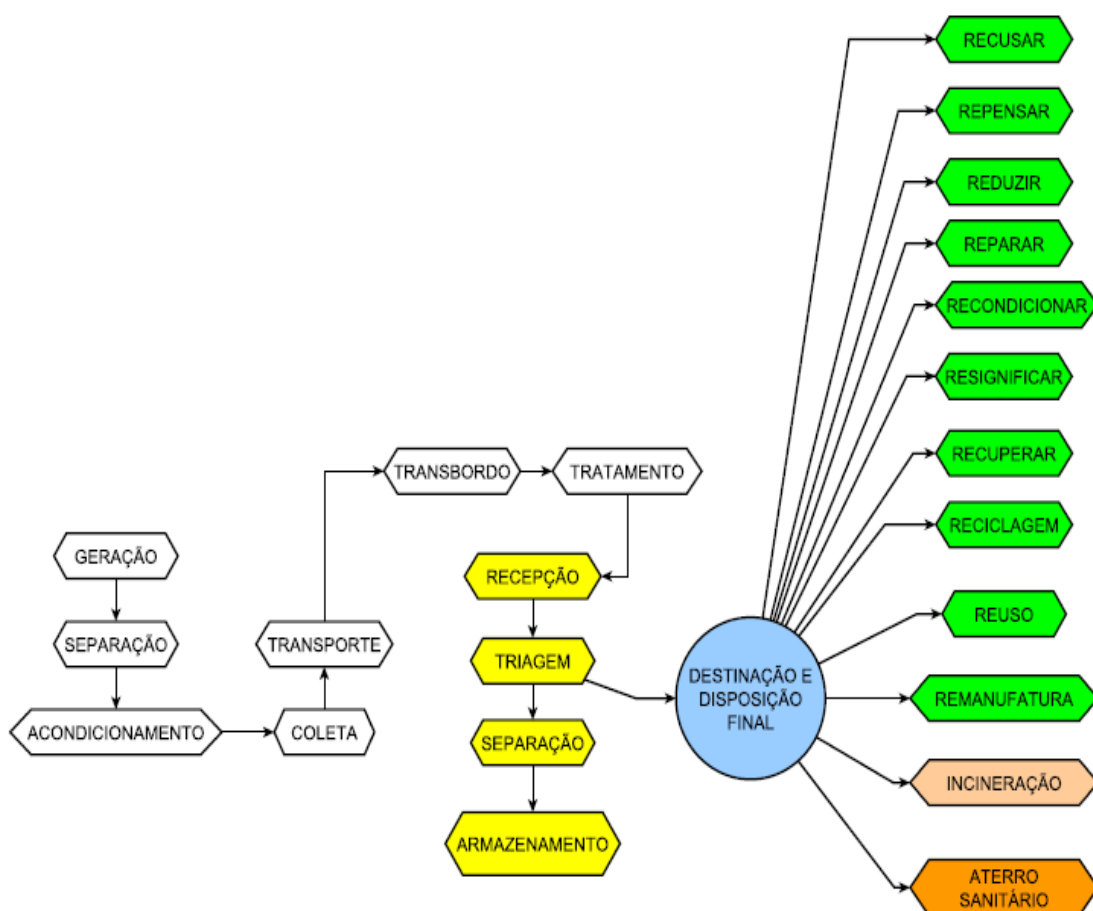 RECUSAR
REPENSAR
REDUZIR
REPARAR
RECONDICIONAR
RESIGNIFICAR
RECUPERAR
TRANSBORDO
TRATAMENTO
RECICLAGEM
GERAÇÃO
RECEPÇÃO
REUSO
SEPARAÇÃO
TRANSPORTE
TRIAGEM
DESTINAÇÃO E
DISPOSIÇÃO
FINAL
REMANUFATURA
ACONDICIONAMENTO
COLETA
SEPARAÇÃO
INCINERAÇÃO
ARMAZENAMENTO
ATERRO
SANITÁRIO